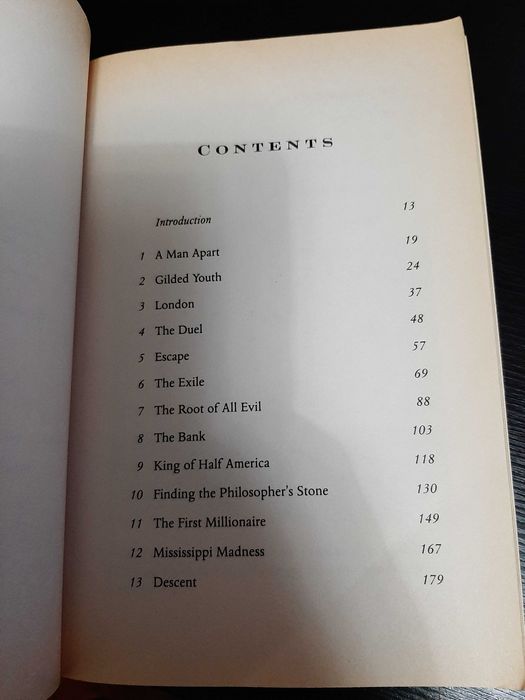 CONTENTS
Introduction 13
1 A Man Apart 19
2 Gilded Youth 24
3 London 37
4 The Duel 48
5 Escape 57
6 The Exile 69
7 The Root of All Evil 88
8 The Bank 103
9 King of Half America 118
10 Finding the Philosopher's Stone 130
11 The First Millionaire 149
12 Mississippi Madness 167
13 Descent 179